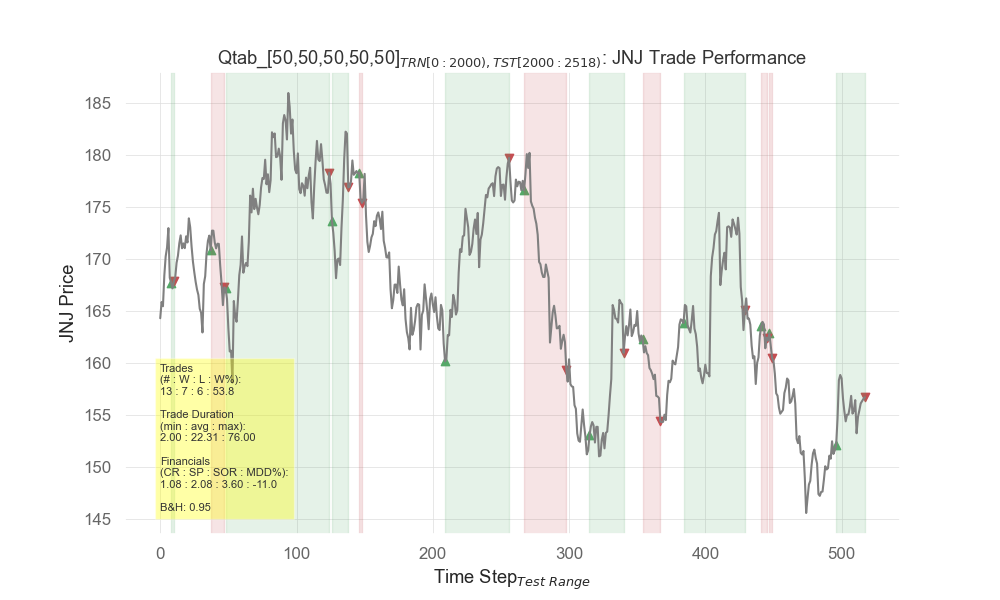 Qtab_[50,50,50,50,50]TRN[0 : 2000), TST[2000 : 2518) : JNJ Trade Performance
JNJ Price
185
180
175
170
165
160
155
150
145
Trades
(# : W : L : W%):
13 : 7 : 6 : 53.8
Trade Duration
(min : avg : max):
2.00 : 22.31 : 76.00
Financials
(CR : SP : SOR : MDD%):
1.08 : 2.08 : 3.60 : -11.0
B&H: 0.95
0 100 200 300 400 500
Time StepTest Range